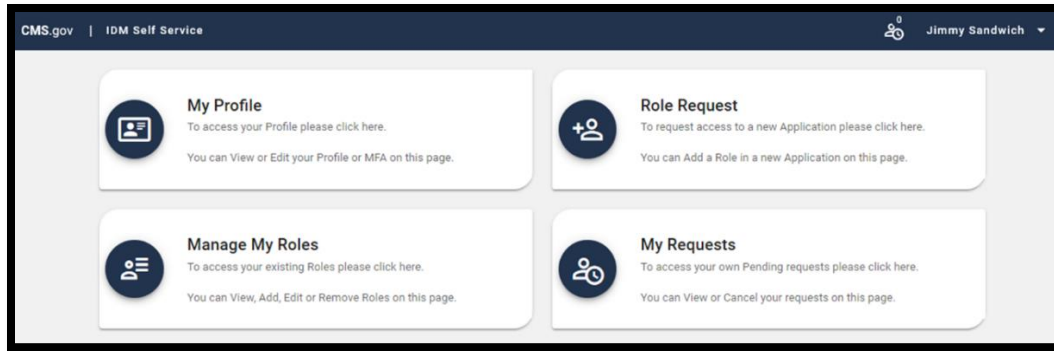 CMS.gov | IDM Self Service
0
Jimmy Sandwich
My Profile
To access your Profile please click here.
You can View or Edit your Profile or MFA on this page.
Role Request
To request access to a new Application please click here.
You can Add a Role in a new Application on this page.
Manage My Roles
To access your existing Roles please click here.
You can View, Add, Edit or Remove Roles on this page.
My Requests
To access your own Pending requests please click here.
You can View or Cancel your requests on this page.